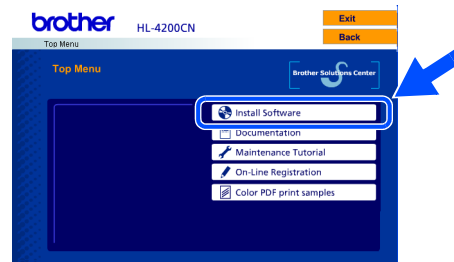 brother
HL-4200CN
Exit
Back
Top Menu
Top Menu
Brother Solutions Center
Install Software
Documentation
Maintenance Tutorial
On-Line Registration
Color PDF print samples